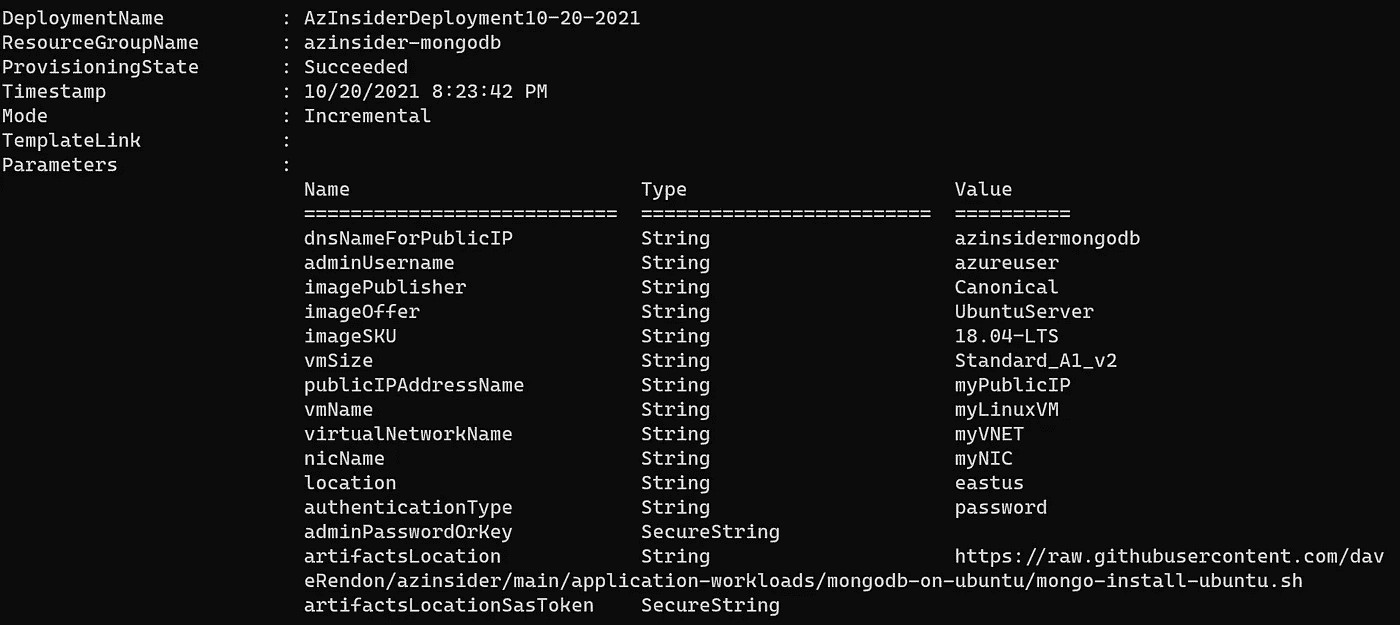 DeploymentName          : AzInsiderDeployment10-20-2021
ResourceGroupName       : azinsider-mongodb
ProvisioningState       : Succeeded
Timestamp               : 10/20/2021 8:23:42 PM
Mode                    : Incremental
TemplateLink            :
Parameters              :
                          Name                         Type                       Value
                          ===========================  =========================  ==========
                          dnsNameForPublicIP           String                     azinsidermongodb
                          adminUsername                String                     azureuser
                          imagePublisher               String                     Canonical
                          imageOffer                   String                     UbuntuServer
                          imageSKU                     String                     18.04-LTS
                          vmSize                       String                     Standard_A1_v2
                          publicIPAddressName          String                     myPublicIP
                          vmName                       String                     myLinuxVM
                          virtualNetworkName           String                     myVNET
                          nicName                      String                     myNIC
                          location                     String                     eastus
                          authenticationType           String                     password
                          adminPasswordOrKey           SecureString
                          artifactsLocation            String                     https://raw.githubusercontent.com/dav
                          eRendon/azinsider/main/application-workloads/mongodb-on-ubuntu/mongo-install-ubuntu.sh
                          artifactsLocationSasToken    SecureString